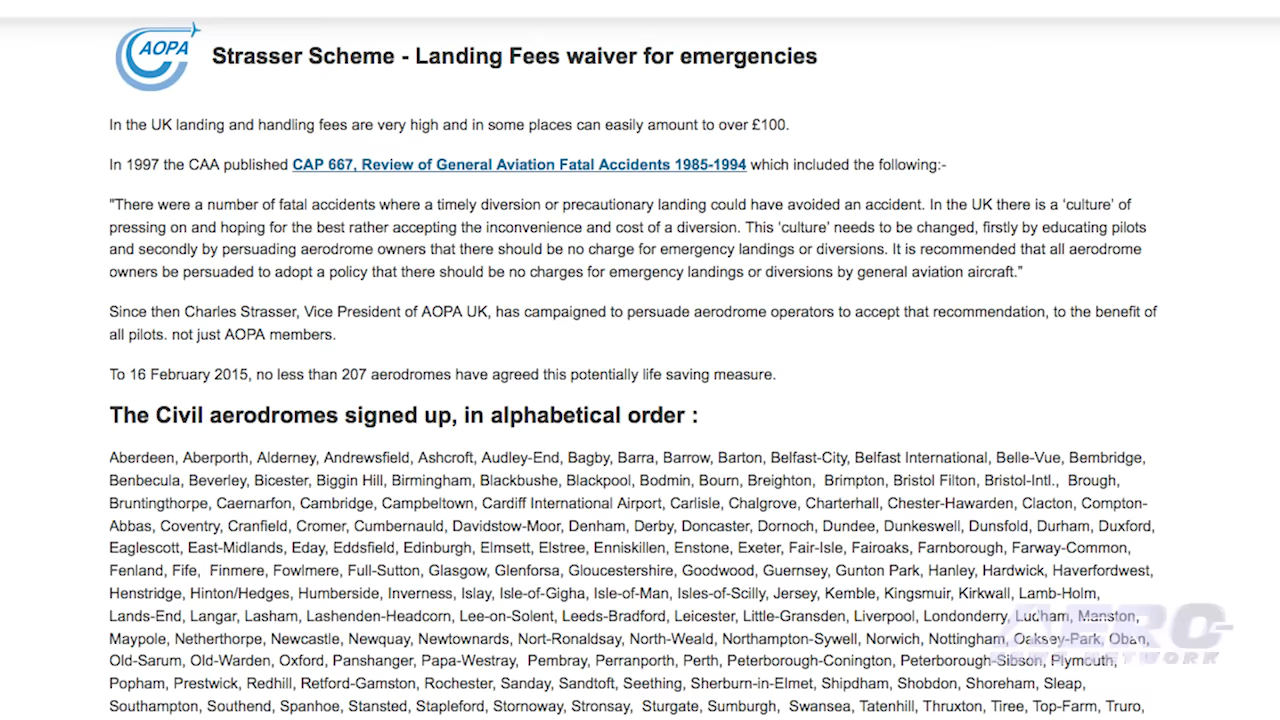 AOPA
Strasser Scheme - Landing Fees waiver for emergencies
In the UK landing and handling fees are very high and in some places can easily amount to over £100.
In 1997 the CAA published CAP 667, Review of General Aviation Fatal Accidents 1985-1994 which included the following:-
"There were a number of fatal accidents where a timely diversion or precautionary landing could have avoided an accident. In the UK there is a ‘culture’ of
pressing on and hoping for the best rather accepting the inconvenience and cost of a diversion. This ‘culture’ needs to be changed, firstly by educating pilots
and secondly by persuading aerodrome owners that there should be no charge for emergency landings or diversions. It is recommended that all aerodrome
owners be persuaded to adopt a policy that there should be no charges for emergency landings or diversions by general aviation aircraft.”
Since then Charles Strasser, Vice President of AOPA UK, has campaigned to persuade aerodrome operators to accept that recommendation, to the benefit of
all pilots. not just AOPA members.
To 16 February 2015, no less than 207 aerodromes have agreed this potentially life saving measure.
The Civil aerodromes signed up, in alphabetical order :
Aberdeen, Aberporth, Alderney, Andrewsfield, Ashcroft, Audley-End, Bagby, Barra, Barrow, Barton, Belfast-City, Belfast International, Belle-Vue, Bembridge,
Benbecula, Beverley, Bicester, Biggin Hill, Birmingham, Blackbushe, Blackpool, Bodmin, Bourn, Breighton, Brimpton, Bristol Filton, Bristol-Intl., Brough,
Bruntingthorpe, Caernarfon, Cambridge, Campbeltown, Cardiff International Airport, Carlisle, Chalgrove, Charterhall, Chester-Hawarden, Clacton, Compton-
Abbas, Coventry, Cranfield, Cromer, Cumbernauld, Davidstow-Moor, Denham, Derby, Doncaster, Dornoch, Dundee, Dunkeswell, Dunsfold, Durham, Duxford,
Eaglescott, East-Midlands, Eday, Eddsfield, Edinburgh, Elmsett, Elstree, Enniskillen, Enstone, Exeter, Fair-Isle, Fairoaks, Farnborough, Farway-Common,
Fenland, Fife, Finmere, Fowlmere, Full-Sutton, Glasgow, Glenforsa, Gloucestershire, Goodwood, Guernsey, Gunton Park, Hanley, Hardwick, Haverfordwest,
Henstridge, Hinton/Hedges, Humberside, Inverness, Islay, Isle-of-Gigha, Isle-of-Man, Isles-of-Scilly, Jersey, Kemble, Kingsmuir, Kirkwall, Lamb-Holm,
Lands-End, Langar, Lasham, Lashenden-Headcorn, Lee-on-Solent, Leeds-Bradford, Leicester, Little-Gransden, Liverpool, Londonderry, Ludham, Manston,
Maypole, Netherthorpe, Newcastle, Newquay, Newtownards, Nort-Ronaldsay, North-Weald, Northampton-Sywell, Norwich, Nottingham, Oaksey-Park, Oban,
Old-Sarum, Old-Warden, Oxford, Panshanger, Papa-Westray, Pembray, Perranporth, Perth, Peterborough-Conington, Peterborough-Sibson, Plymouth,
Popham, Prestwick, Redhill, Retford-Gamston, Rochester, Sanday, Sandtoft, Seething, Sherburn-in-Elmet, Shipdham, Shobdon, Shoreham, Sleap,
Southampton, Southend, Spanhoe, Stansted, Stapleford, Stornoway, Stronsay, Sturgate, Sumburgh, Swansea, Tatenhill, Thruxton, Tiree, Top-Farm, Truro,
AERO
NETWORK